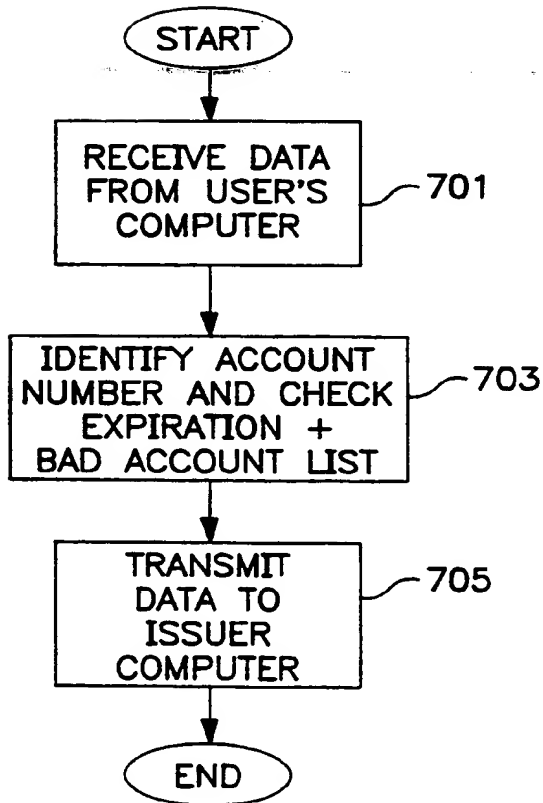 START
RECEIVE DATA
FROM USER'S
COMPUTER
701
IDENTIFY ACCOUNT
NUMBER AND CHECK
EXPIRATION +
BAD ACCOUNT LIST
703
TRANSMIT
DATA TO
ISSUER
COMPUTER
705
END